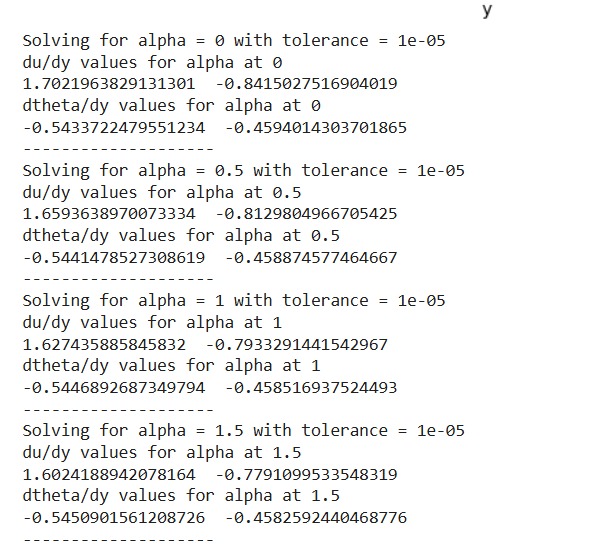 y
Solving for alpha = 0 with tolerance = 1e-05
du/dy values for alpha at 0
1.7021963829131301 -0.8415027516904019
dtheta/dy values for alpha at 0
-0.5433722479551234 -0.4594014303701865
--------------------
Solving for alpha = 0.5 with tolerance = 1e-05
du/dy values for alpha at 0.5
1.6593638970073334 -0.8129804966705425
dtheta/dy values for alpha at 0.5
-0.5441478527308619 -0.458874577464667
--------------------
Solving for alpha = 1 with tolerance = 1e-05
du/dy values for alpha at 1
1.627435885845832 -0.7933291441542967
dtheta/dy values for alpha at 1
-0.5446892687349794 -0.458516937524493
--------------------
Solving for alpha = 1.5 with tolerance = 1e-05
du/dy values for alpha at 1.5
1.6024188942078164 -0.7791099533548319
dtheta/dy values for alpha at 1.5
-0.5450901561208726 -0.4582592440468776
--------------------